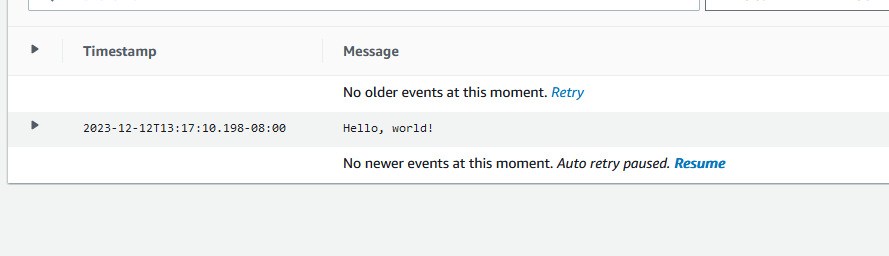 Timestamp Message
No older events at this moment. Retry
2023-12-12T13:17:10.198-08:00 Hello, world!
No newer events at this moment. Auto retry paused. Resume